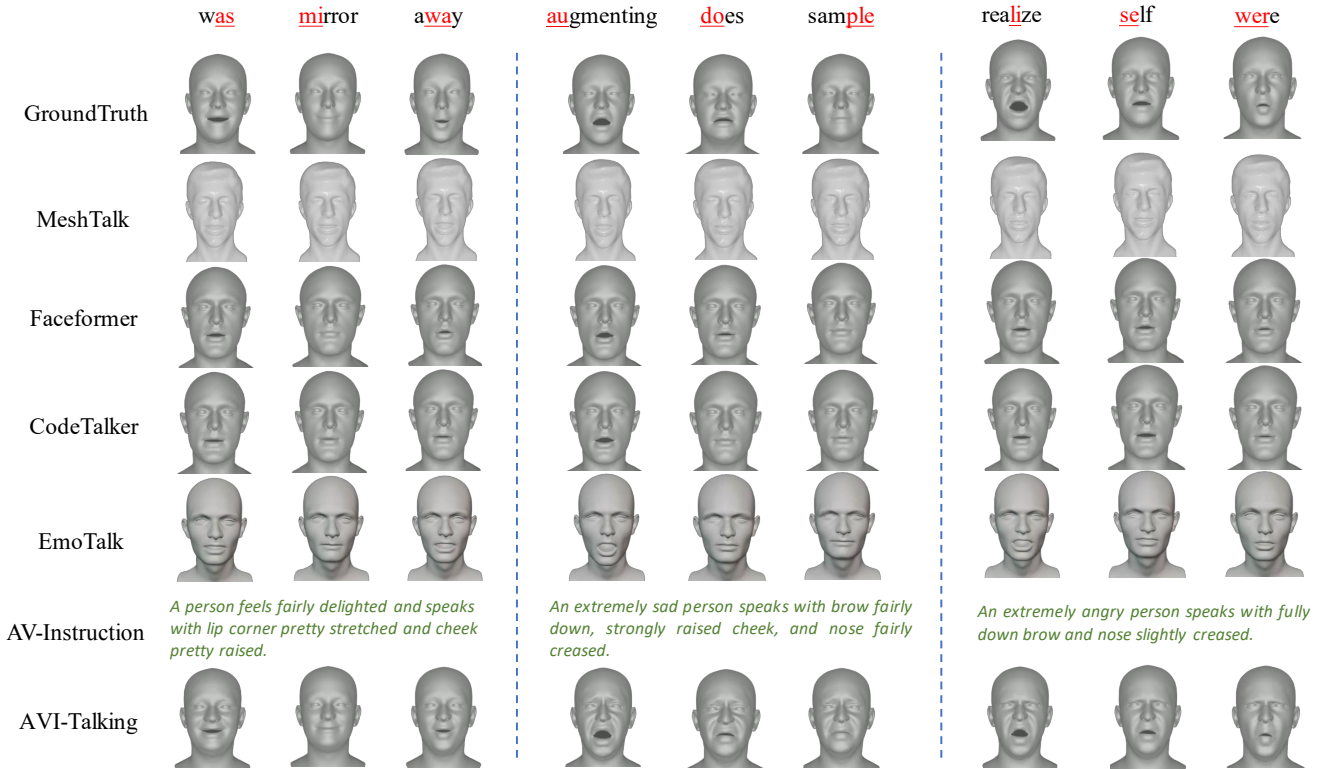 was mirror away augmenting does sample realize self were
GroundTruth
MeshTalk
Faceformer
CodeTalker
EmoTalk
AV-Instruction
A person feels fairly delighted and speaks
with lip corner pretty stretched and cheek
pretty raised.
An extremely sad person speaks with brow fairly
down, strongly raised cheek, and nose fairly
creased.
An extremely angry person speaks with fully
down brow and nose slightly creased.
AVI-Talking